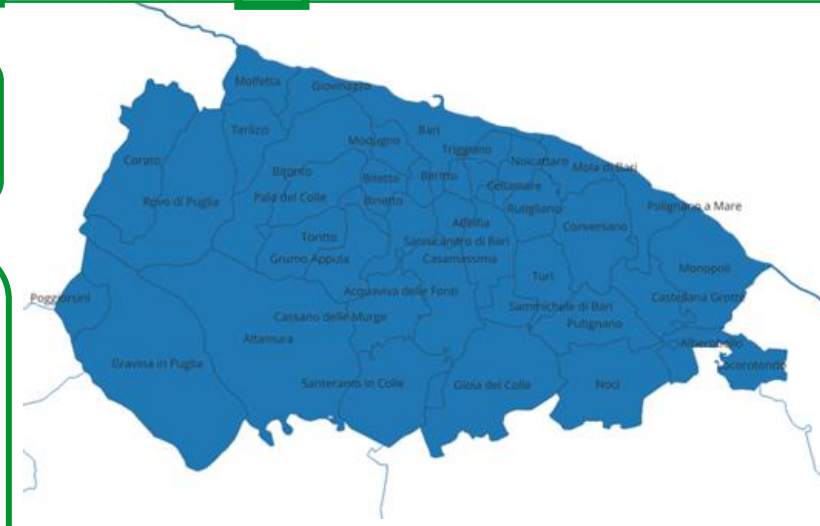 Molfetta
Giovinazzo
Terlizzi
Bari
Modugno
Triggiano
Corato
Noicattaro
Mola di Bari
Bitonto
Bitetto
Bitritto
Cellamare
Ruvo di Puglia
Palo del Colle
Binetto
Rutigliano
Polignano a Mare
Adelfia
Conversano
Toritto
Sannicandro di Bari
Grumo Appula
Casamassima
Monopoli
Turi
Poggiorsini
Acquaviva delle Fonti
Castellana Grotte
Sammichele di Bari
Cassano delle Murge
Putignano
Altamura
Alberobello
Gravina in Puglia
Locorotondo
Santeramo in Colle
Gioia del Colle
Noci